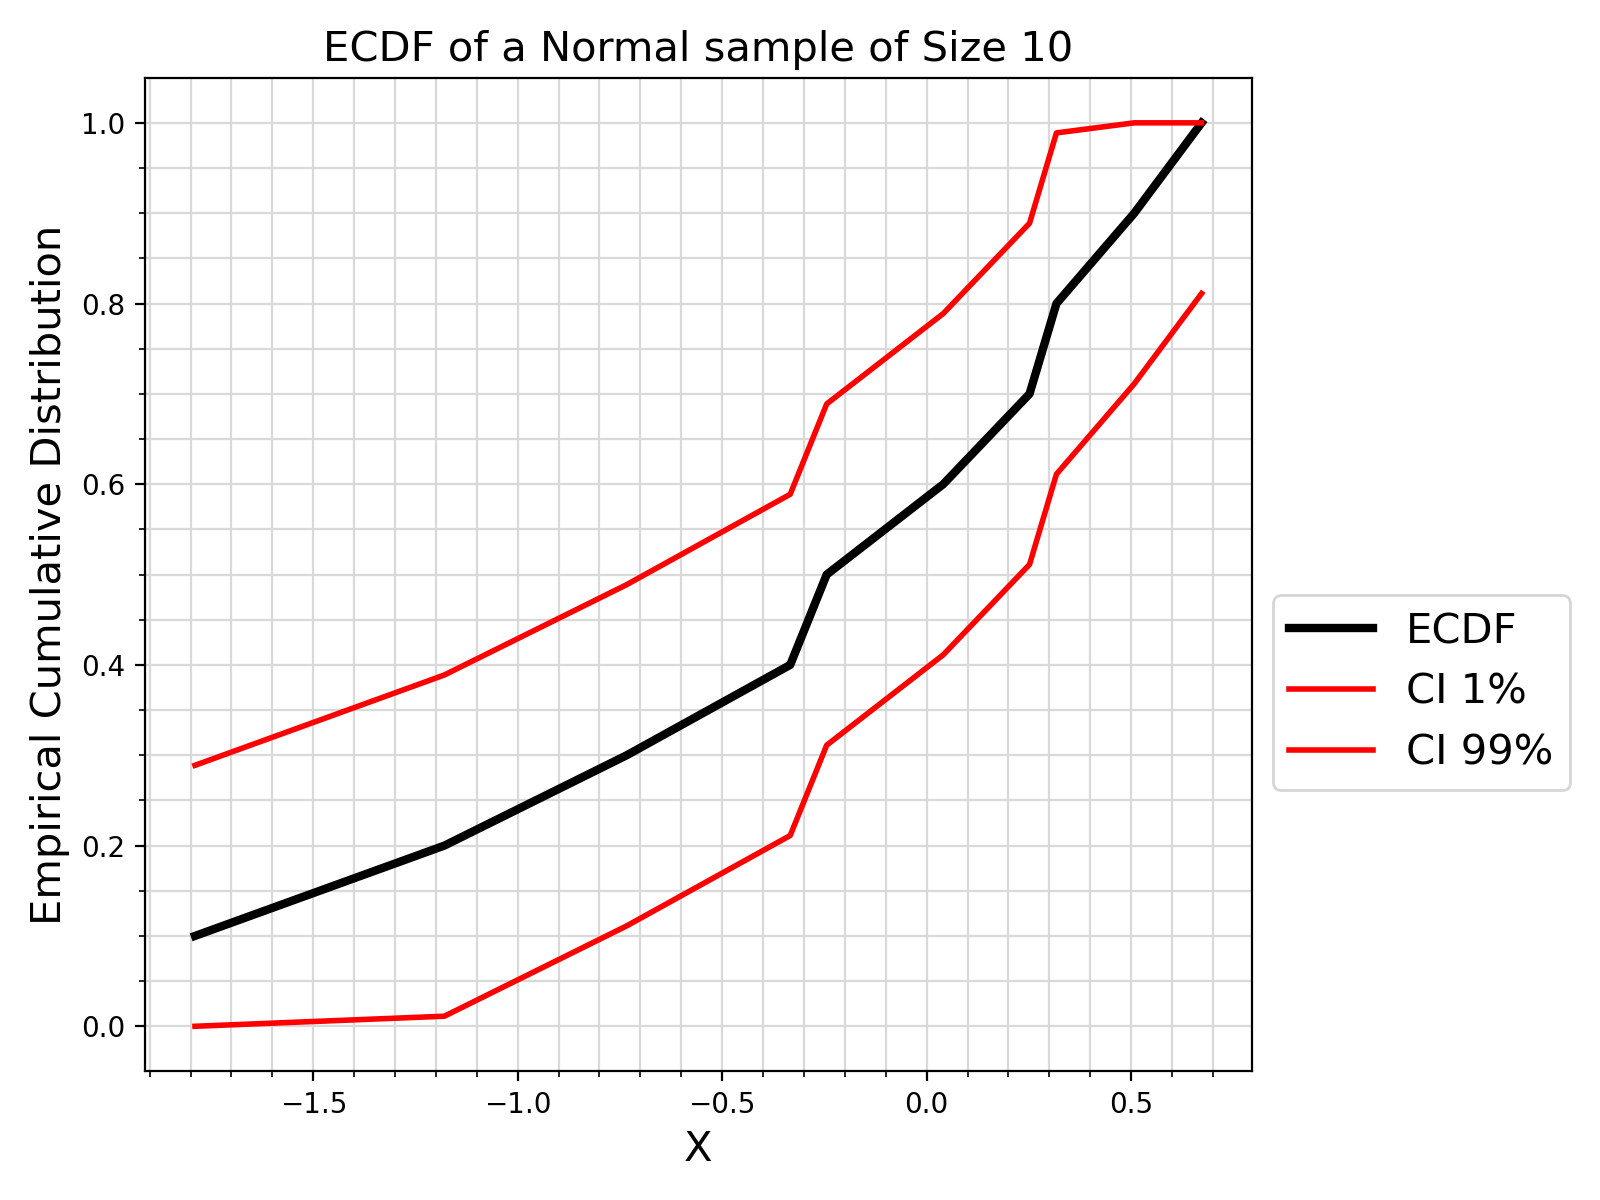 ECDF of a Normal sample of Size 10
1.0
0.8
0.6
0.4
0.2
0.0
Empirical Cumulative Distribution
−1.5 −1.0 −0.5 0.0 0.5
X
ECDF
CI 1%
CI 99%